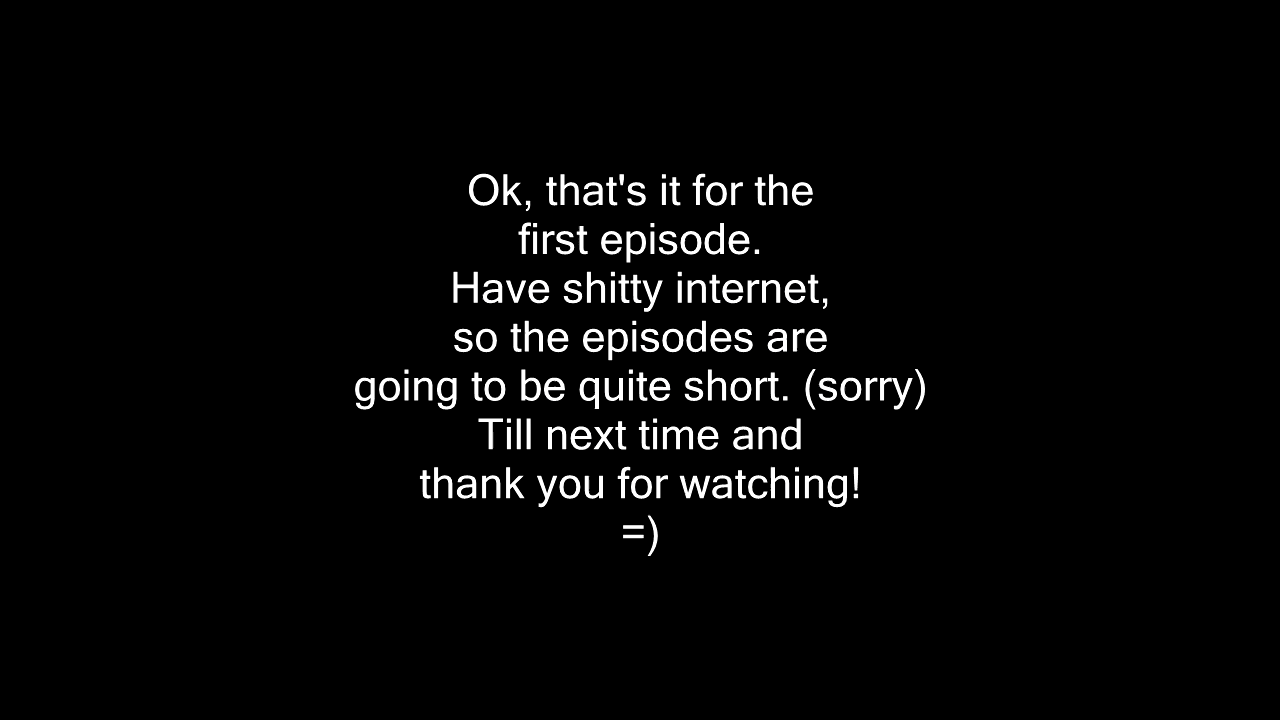 Ok, that's it for the
first episode.
Have shitty internet,
so the episodes are
going to be quite short. (sorry)
Till next time and
thank you for watching!
=)